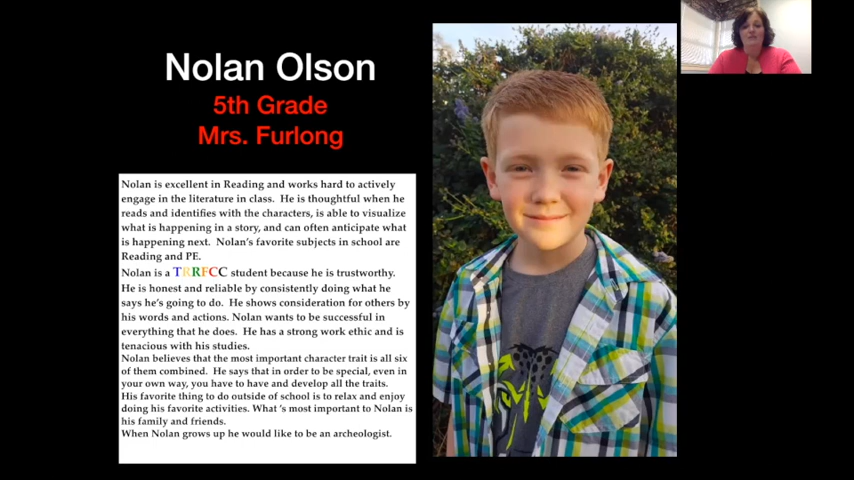 Nolan Olson
5th Grade
Mrs. Furlong
Nolan is excellent in Reading and works hard to actively
engage in the literature in class.  He is thoughtful when he
reads and identifies with the characters, is able to visualize
what is happening in a story, and can often anticipate what
is happening next.  Nolan's favorite subjects in school are
Reading and PE.
Nolan is a TRRFCC student because he is trustworthy.
He is honest and reliable by consistently doing what he
says he's going to do.  He shows consideration for others by
his words and actions. Nolan wants to be successful in
everything that he does.  He has a strong work ethic and is
tenacious with his studies.
Nolan believes that the most important character trait is all six
of them combined.  He says that in order to be special, even in
your own way, you have to have and develop all the traits.
His favorite thing to do outside of school is to relax and enjoy
doing his favorite activities. What 's most important to Nolan is
his family and friends.
When Nolan grows up he would like to be an archeologist.